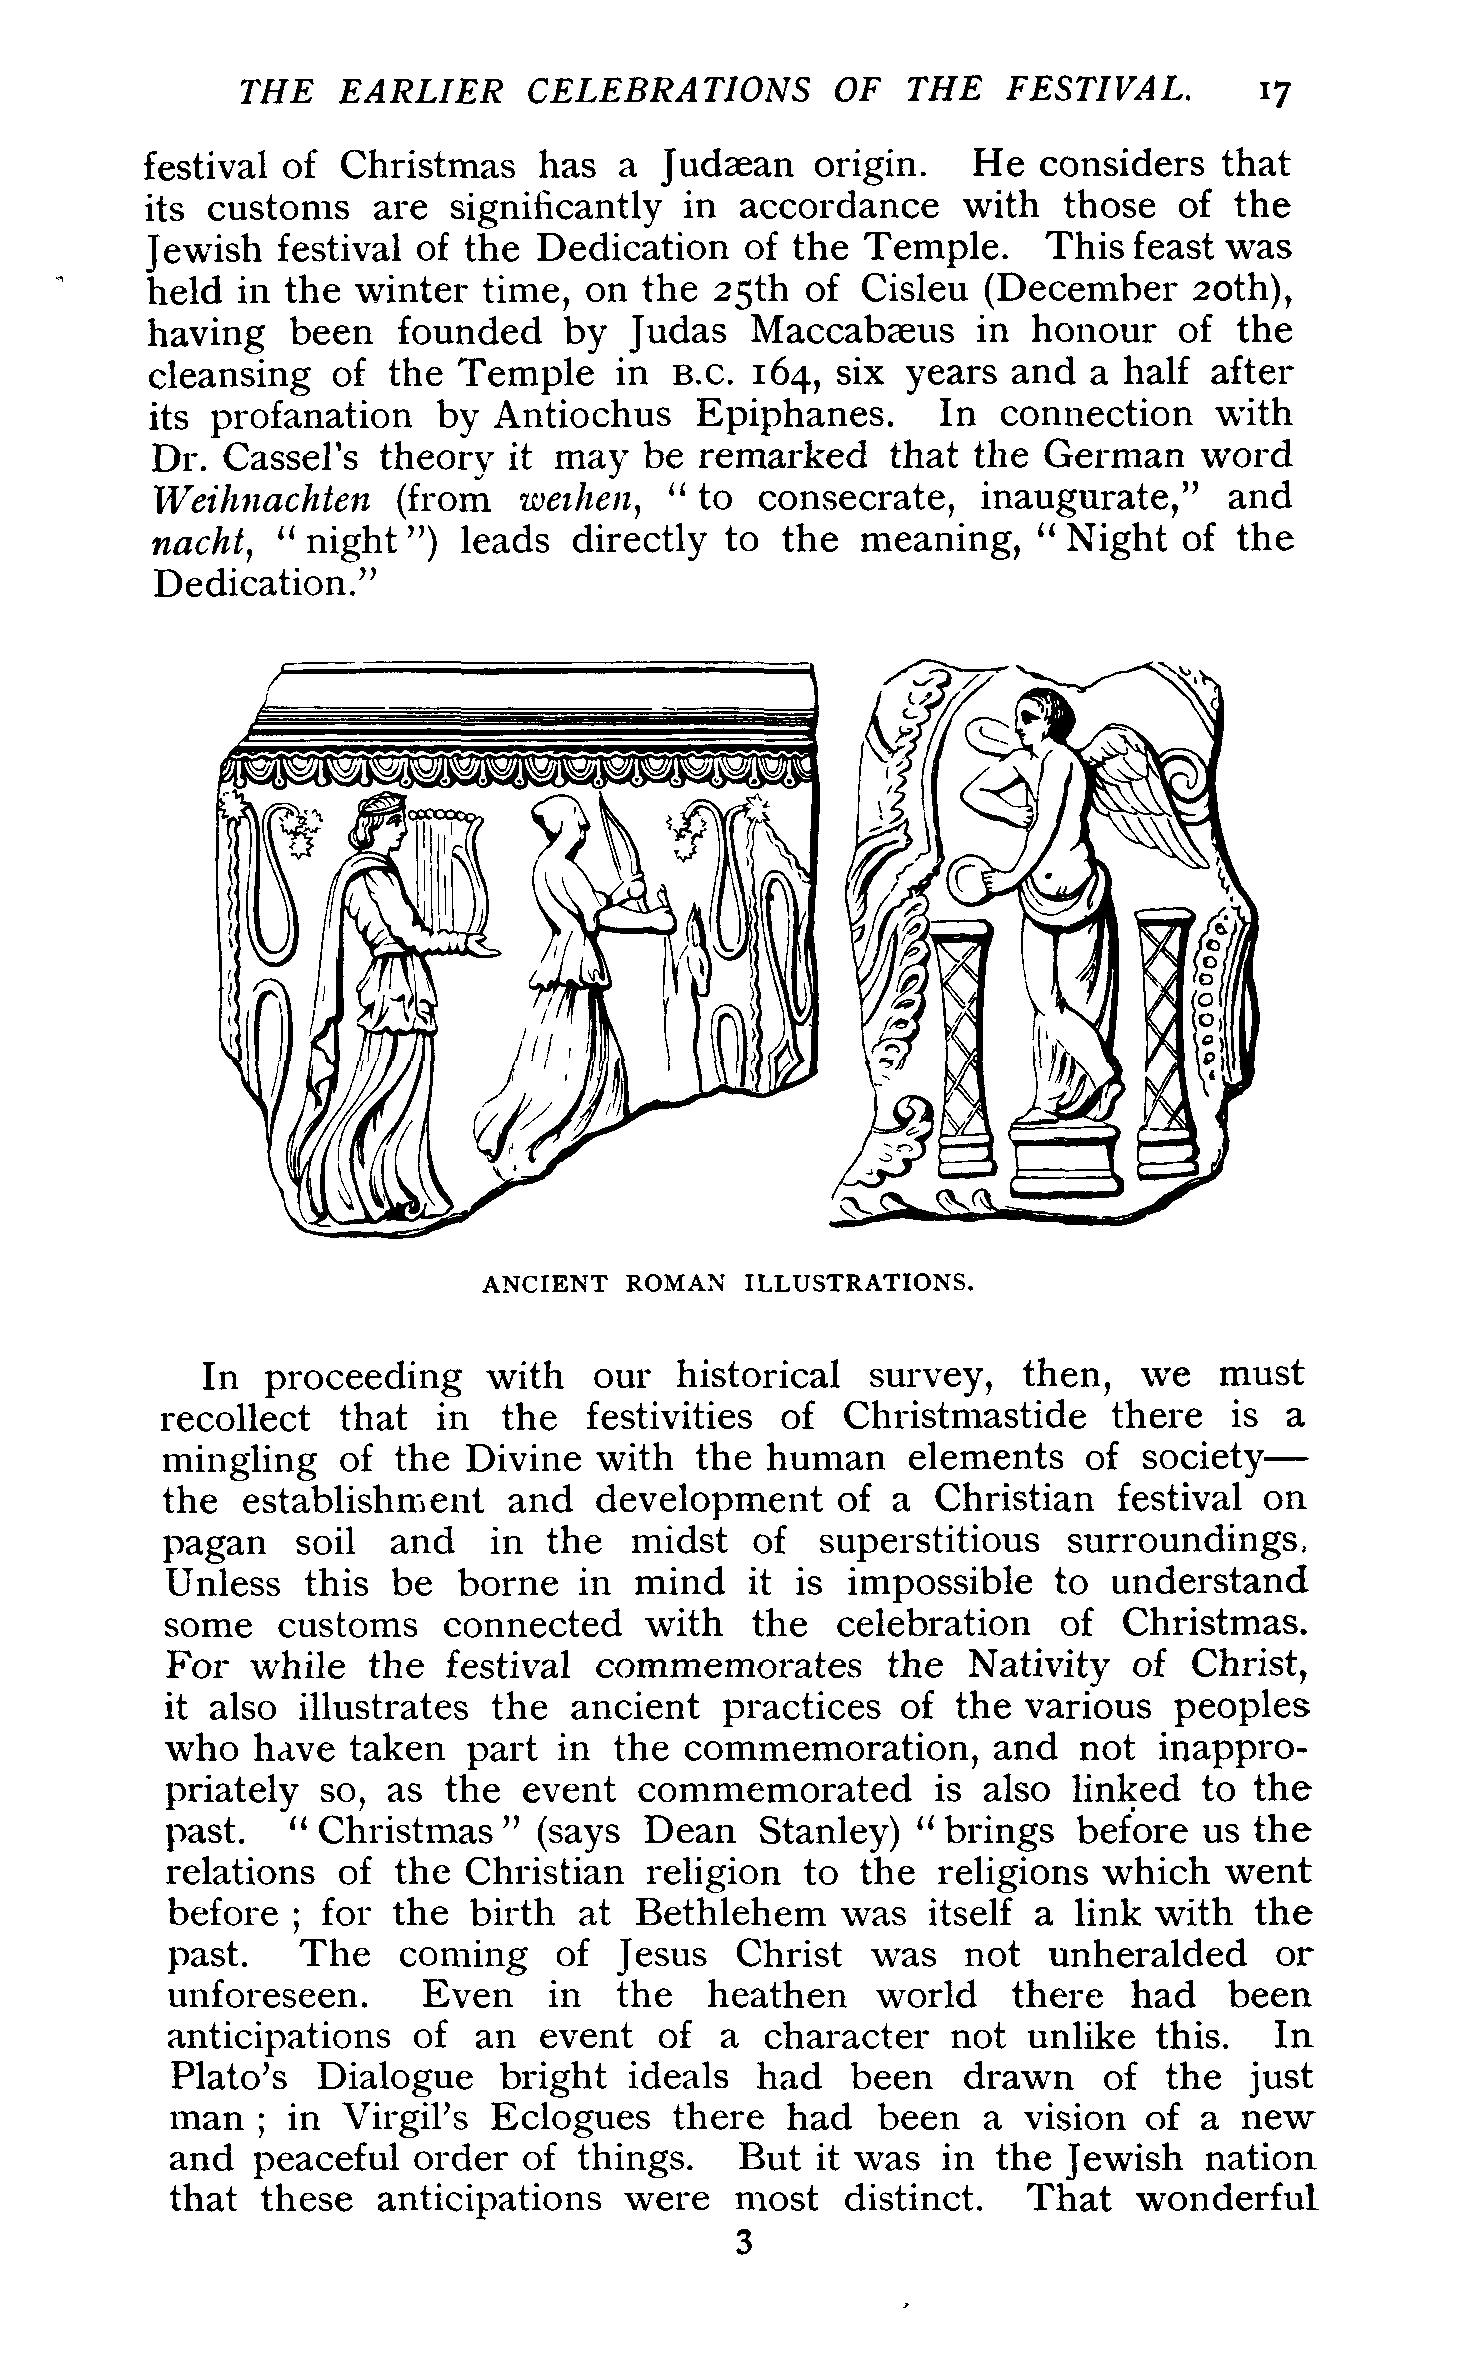 THE EARLIER CELEBRATIONS OF THE FESTIVAL. 17
festival of Christmas has a Judæan origin. He considers that
its customs are significantly in accordance with those of the
Jewish festival of the Dedication of the Temple. This feast was
held in the winter time, on the 25th of Cisleu (December 20th),
having been founded by Judas Maccabæus in honour of the
cleansing of the Temple in B.C. 164, six years and a half after
its profanation by Antiochus Epiphanes. In connection with
Dr. Cassel's theory it may be remarked that the German word
Weihnachten (from weihen, “ to consecrate, inaugurate,” and
nacht, “ night ”) leads directly to the meaning, “ Night of the
Dedication.”
ANCIENT ROMAN ILLUSTRATIONS.
In proceeding with our historical survey, then, we must
recollect that in the festivities of Christmastide there is a
mingling of the Divine with the human elements of society—
the establishment and development of a Christian festival on
pagan soil and in the midst of superstitious surroundings.
Unless this be borne in mind it is impossible to understand
some customs connected with the celebration of Christmas.
For while the festival commemorates the Nativity of Christ,
it also illustrates the ancient practices of the various peoples
who have taken part in the commemoration, and not inappro-
priately so, as the event commemorated is also linked to the
past. “ Christmas ” (says Dean Stanley) “ brings before us the
relations of the Christian religion to the religions which went
before ; for the birth at Bethlehem was itself a link with the
past. The coming of Jesus Christ was not unheralded or
unforeseen. Even in the heathen world there had been
anticipations of an event of a character not unlike this. In
Plato's Dialogue bright ideals had been drawn of the just
man ; in Virgil's Eclogues there had been a vision of a new
and peaceful order of things. But it was in the Jewish nation
that these anticipations were most distinct. That wonderful
3